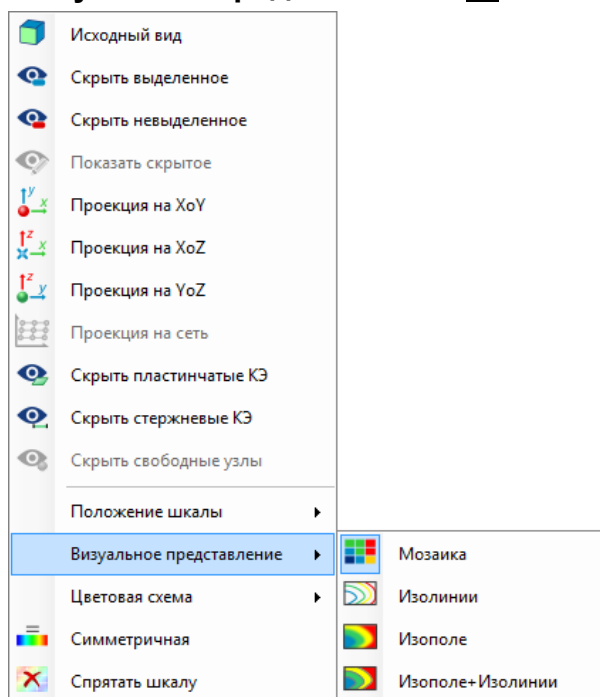 Исходный вид
Скрыть выделенное
Скрыть невыделенное
Показать скрытое
Проекция на XoY
Проекция на XoZ
Проекция на YoZ
Проекция на сеть
Скрыть пластинчатые КЭ
Скрыть стержневые КЭ
Скрыть свободные узлы
Положение шкалы
Визуальное представление
Мозаика
Цветовая схема
Изолинии
Симметричная
Изополе
Спрятать шкалу
Изополе+Изолинии